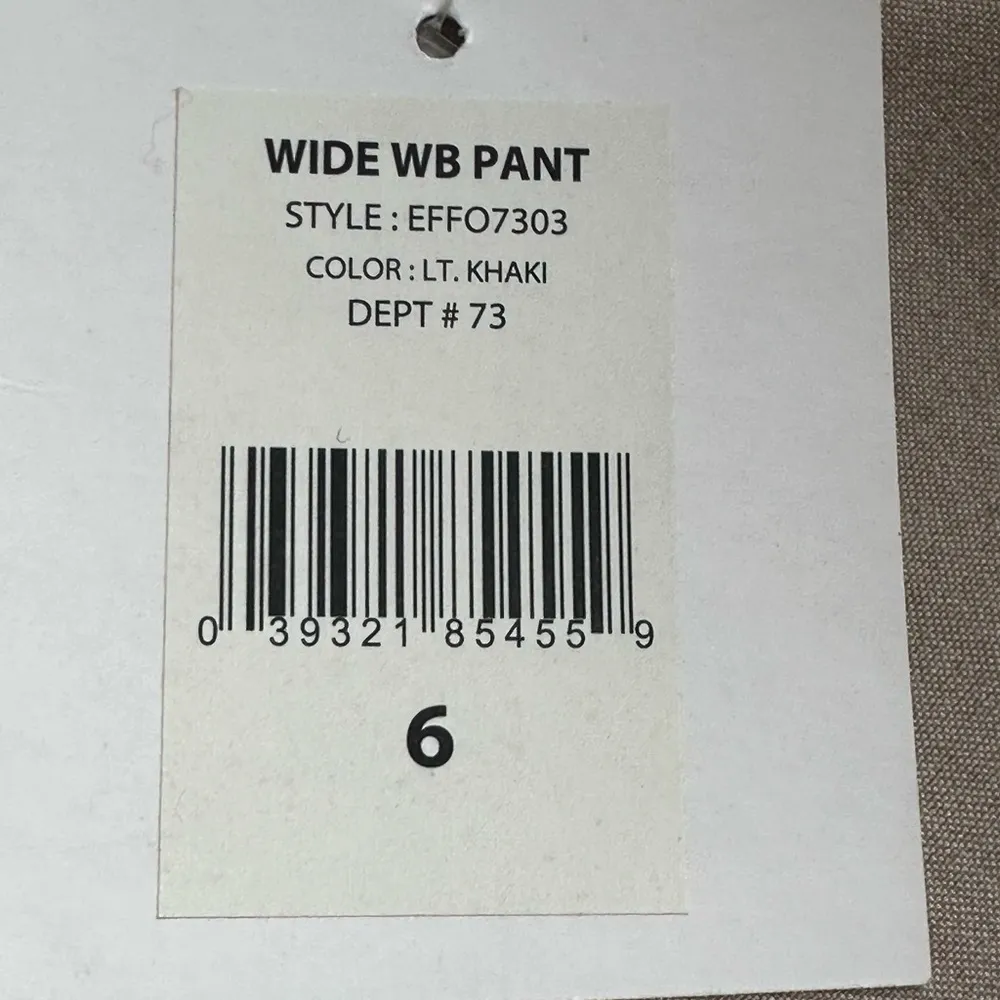 WIDE WB PANT
STYLE : EFFO7303
COLOR : LT. KHAKI
DEPT # 73
0 39321 85455 9
6